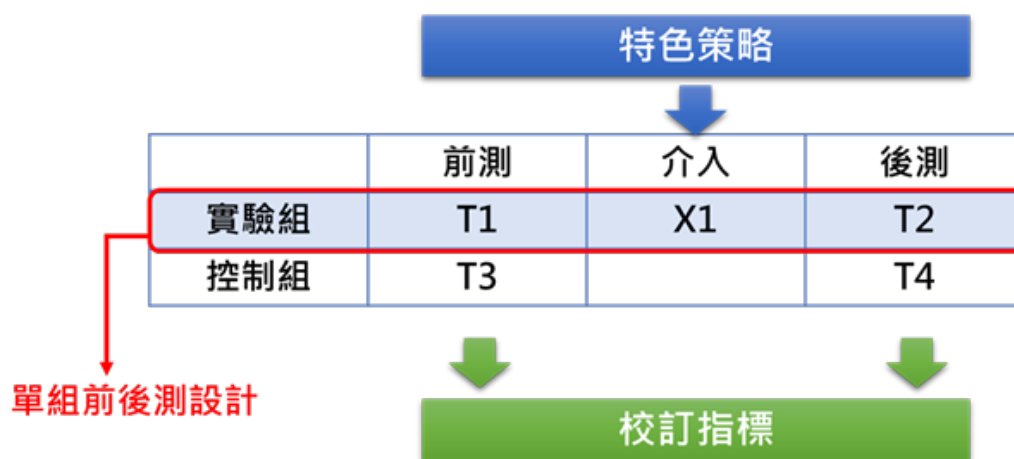 特色策略
前測 介入 後測
實驗組 T1 X1 T2
控制組 T3 T4
單組前後測設計
校訂指標